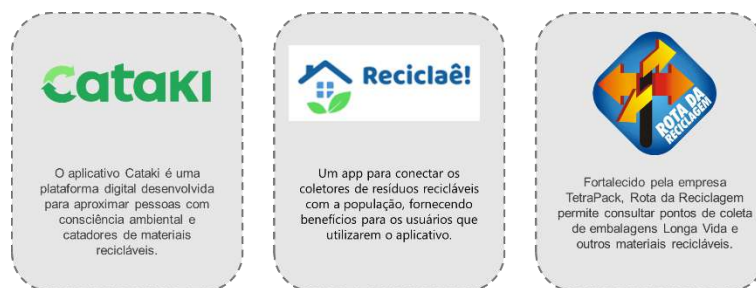 Cataki
O aplicativo Cataki é uma
plataforma digital desenvolvida
para aproximar pessoas com
consciência ambiental e
catadores de materiais
recicláveis.
Reciclaê!
Um app para conectar os
coletores de resíduos recicláveis
com a população, fornecendo
benefícios para os usuários que
utilizarem o aplicativo.
ROTA DA
RECICLAGEM
Fortalecido pela empresa
TetraPack, Rota da Reciclagem
permite consultar pontos de coleta
de embalagens Longa Vida e
outros materiais recicláveis.